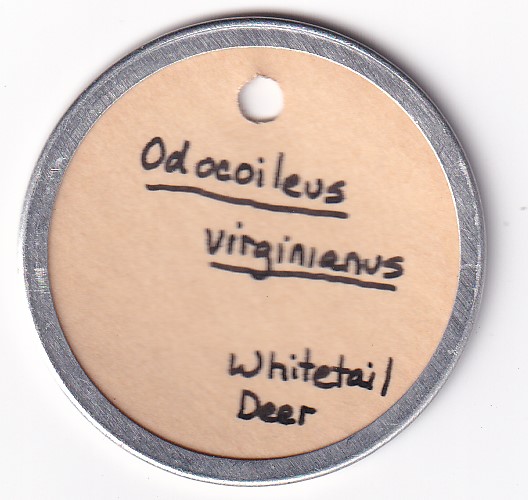 Odocoileus
virginianus
Whitetail
Deer